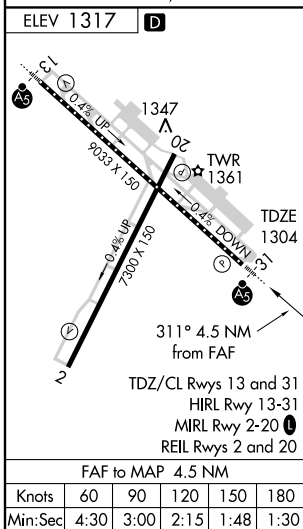 ELEV 1317 D
13
A5
A
0.4% UP
9033 X 150
1347
20
P
TWR
1361
0.4% DOWN
TDZE
1304
31
P
A5
0.4% UP
7300 X 150
A
2
311° 4.5 NM
from FAF
TDZ/CL Rwys 13 and 31
HIRL Rwy 13-31
MIRL Rwy 2-20 L
REIL Rwys 2 and 20
FAF to MAP 4.5 NM
Knots 60 90 120 150 180
Min:Sec 4:30 3:00 2:15 1:48 1:30